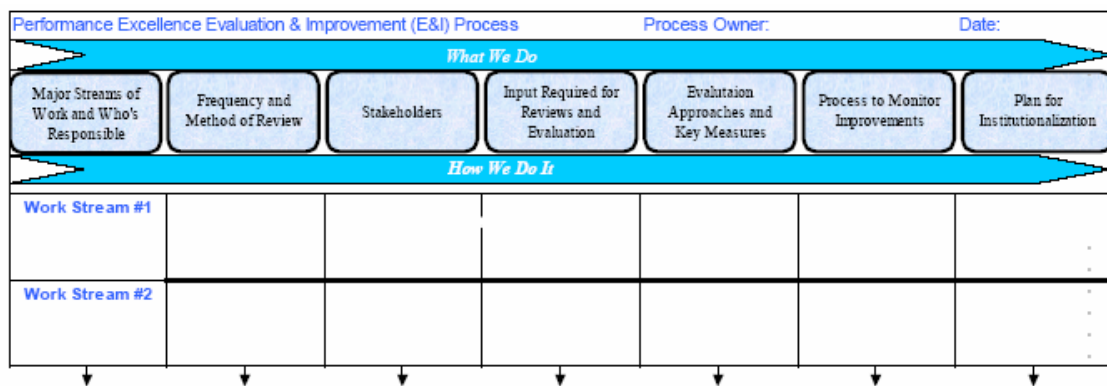 Performance Excellence Evaluation & Improvement (E&I) Process Process Owner: Date:
What We Do
Major Streams of
Work and Who's
Responsible
Frequency and
Method of Review
Stakeholders
Input Required for
Reviews and
Evaluation
Evalutaion
Approaches and
Key Measures
Process to Monitor
Improvements
Plan for
Institutionalization
How We Do It
Work Stream #1
Work Stream #2